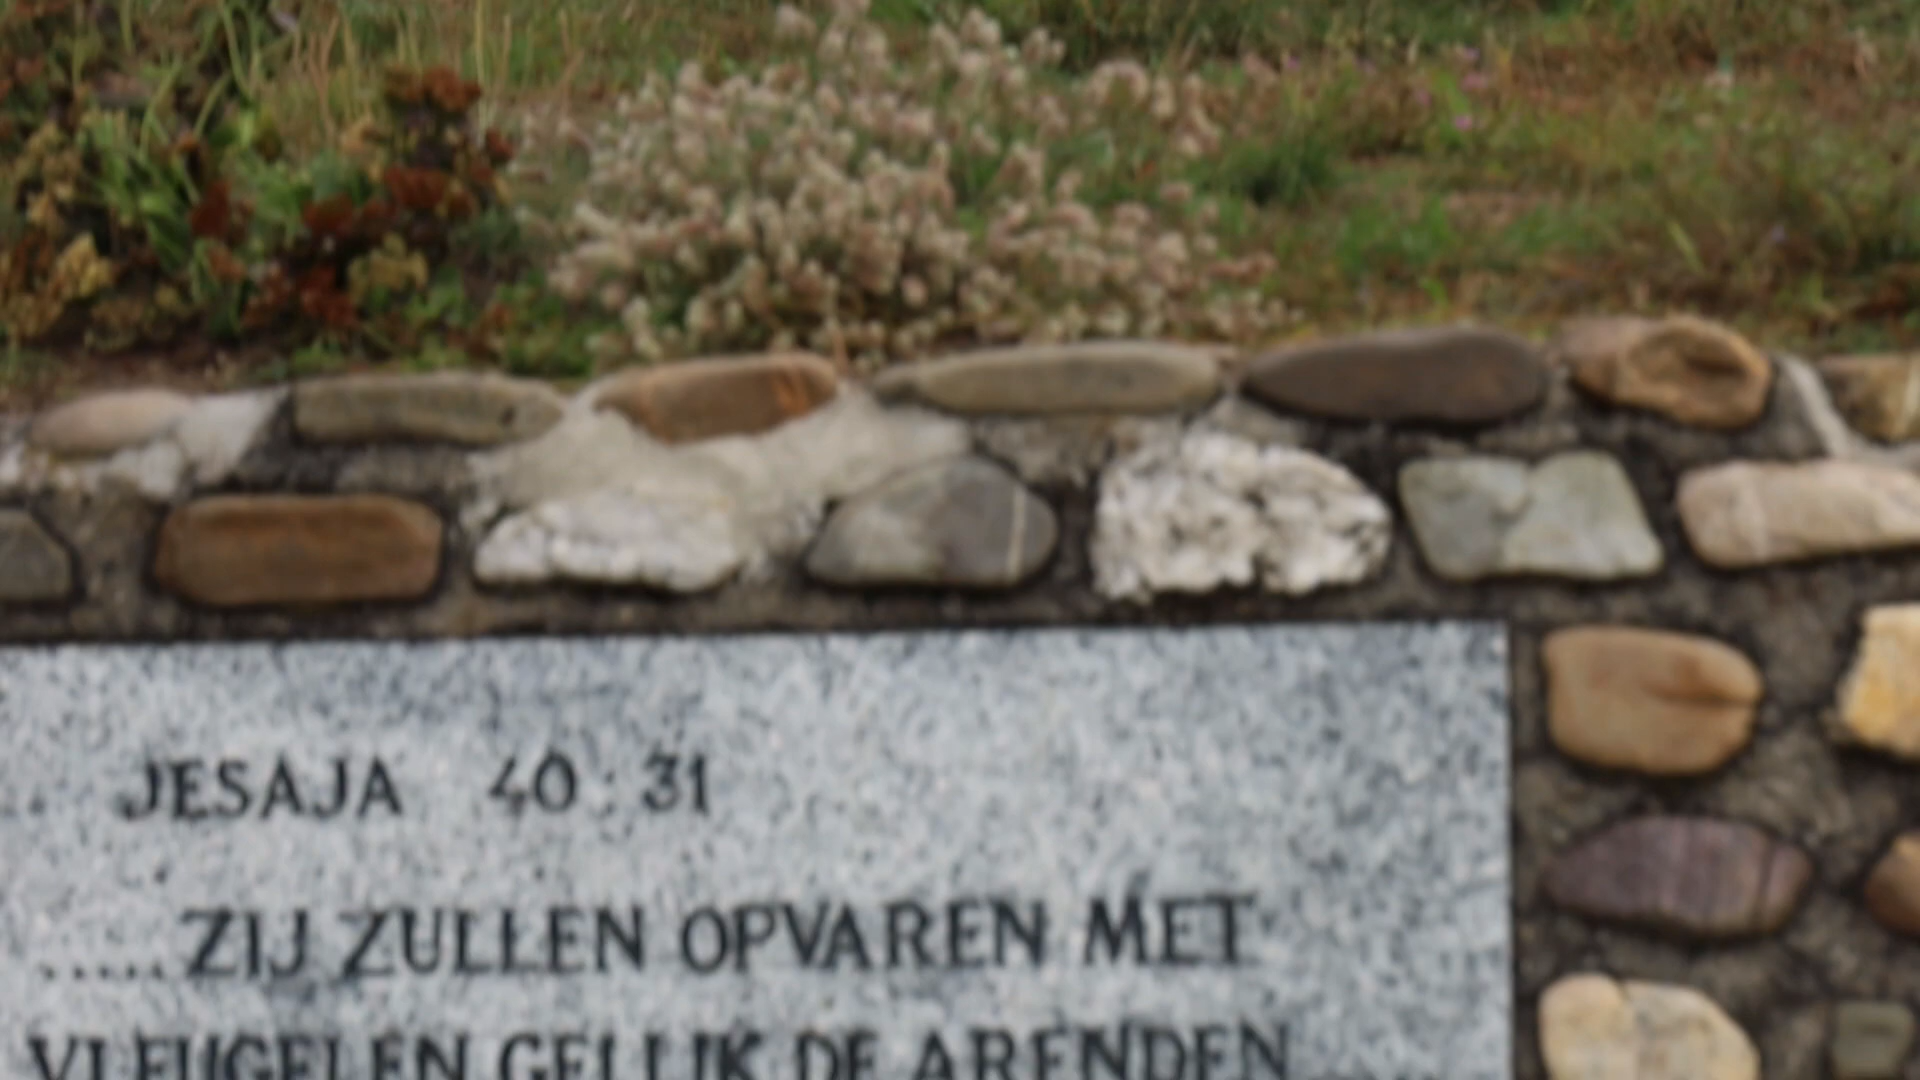 JESAJA 40:31
.....ZIJ ZULLEN OPVAREN MET
VLEUGELEN GELIJK DE ARENDEN